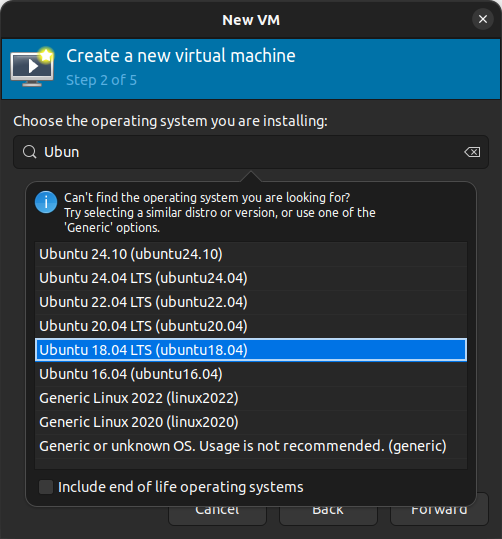 New VM
Create a new virtual machine
Step 2 of 5
Choose the operating system you are installing:
Ubun
Can't find the operating system you are looking for?
Try selecting a similar distro or version, or use one of the
'Generic' options.
Ubuntu 24.10 (ubuntu24.10)
Ubuntu 24.04 LTS (ubuntu24.04)
Ubuntu 22.04 LTS (ubuntu22.04)
Ubuntu 20.04 LTS (ubuntu20.04)
Ubuntu 18.04 LTS (ubuntu18.04)
Ubuntu 16.04 (ubuntu16.04)
Generic Linux 2022 (linux2022)
Generic Linux 2020 (linux2020)
Generic or unknown OS. Usage is not recommended. (generic)
Include end of life operating systems
Cancel
Back
Forward